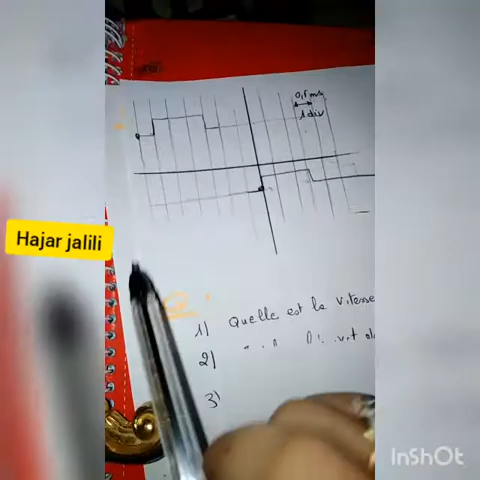 0,5 ms
1 div
Hajar jalili
Q :
1) Quelle est la vitesse
2)
3)
InShOt